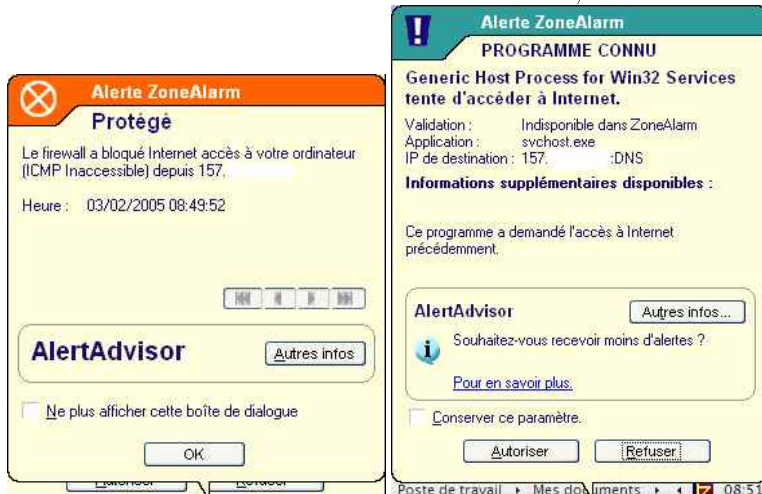 Alerte ZoneAlarm
Protégé
Le firewall a bloqué Internet accès à votre ordinateur
(ICMP Inaccessible) depuis 157.
Heure : 03/02/2005 08:49:52
AlertAdvisor
Autres infos
Ne plus afficher cette boîte de dialogue
OK
Autoriser
Refuser
Alerte ZoneAlarm
PROGRAMME CONNU
Generic Host Process for Win32 Services
tente d'accéder à Internet.
Validation : Indisponible dans ZoneAlarm
Application : svchost.exe
IP de destination : 157. :DNS
Informations supplémentaires disponibles :
Ce programme a demandé l'accès à Internet
précédemment.
AlertAdvisor
Autres infos...
Souhaitez-vous recevoir moins d'alertes ?
Pour en savoir plus.
Conserver ce paramètre.
Autoriser
Refuser
Poste de travail
Mes documents
08:51